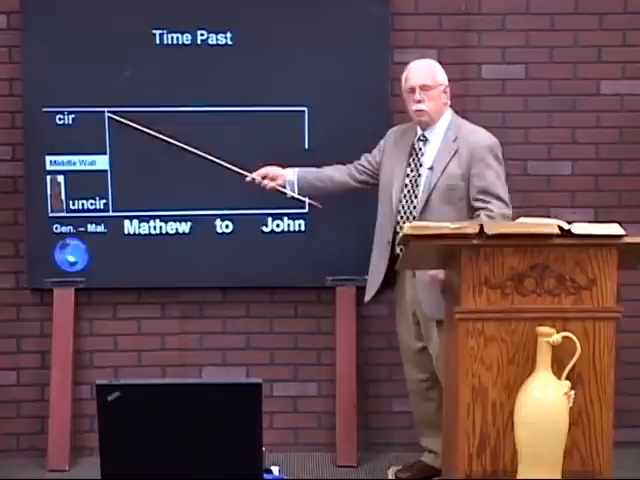 Time Past
cir
Middle Wall
uncir
Gen. – Mal. Mathew to John